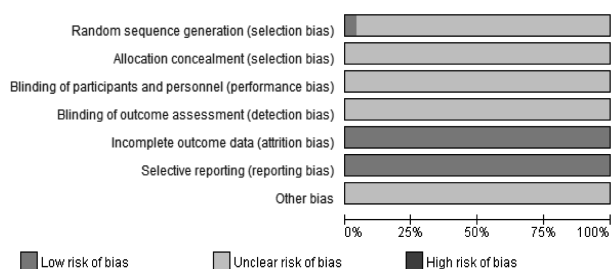 Random sequence generation (selection bias)
Allocation concealment (selection bias)
Blinding of participants and personnel (performance bias)
Blinding of outcome assessment (detection bias)
Incomplete outcome data (attrition bias)
Selective reporting (reporting bias)
Other bias
0% 25% 50% 75% 100%
Low risk of bias Unclear risk of bias High risk of bias